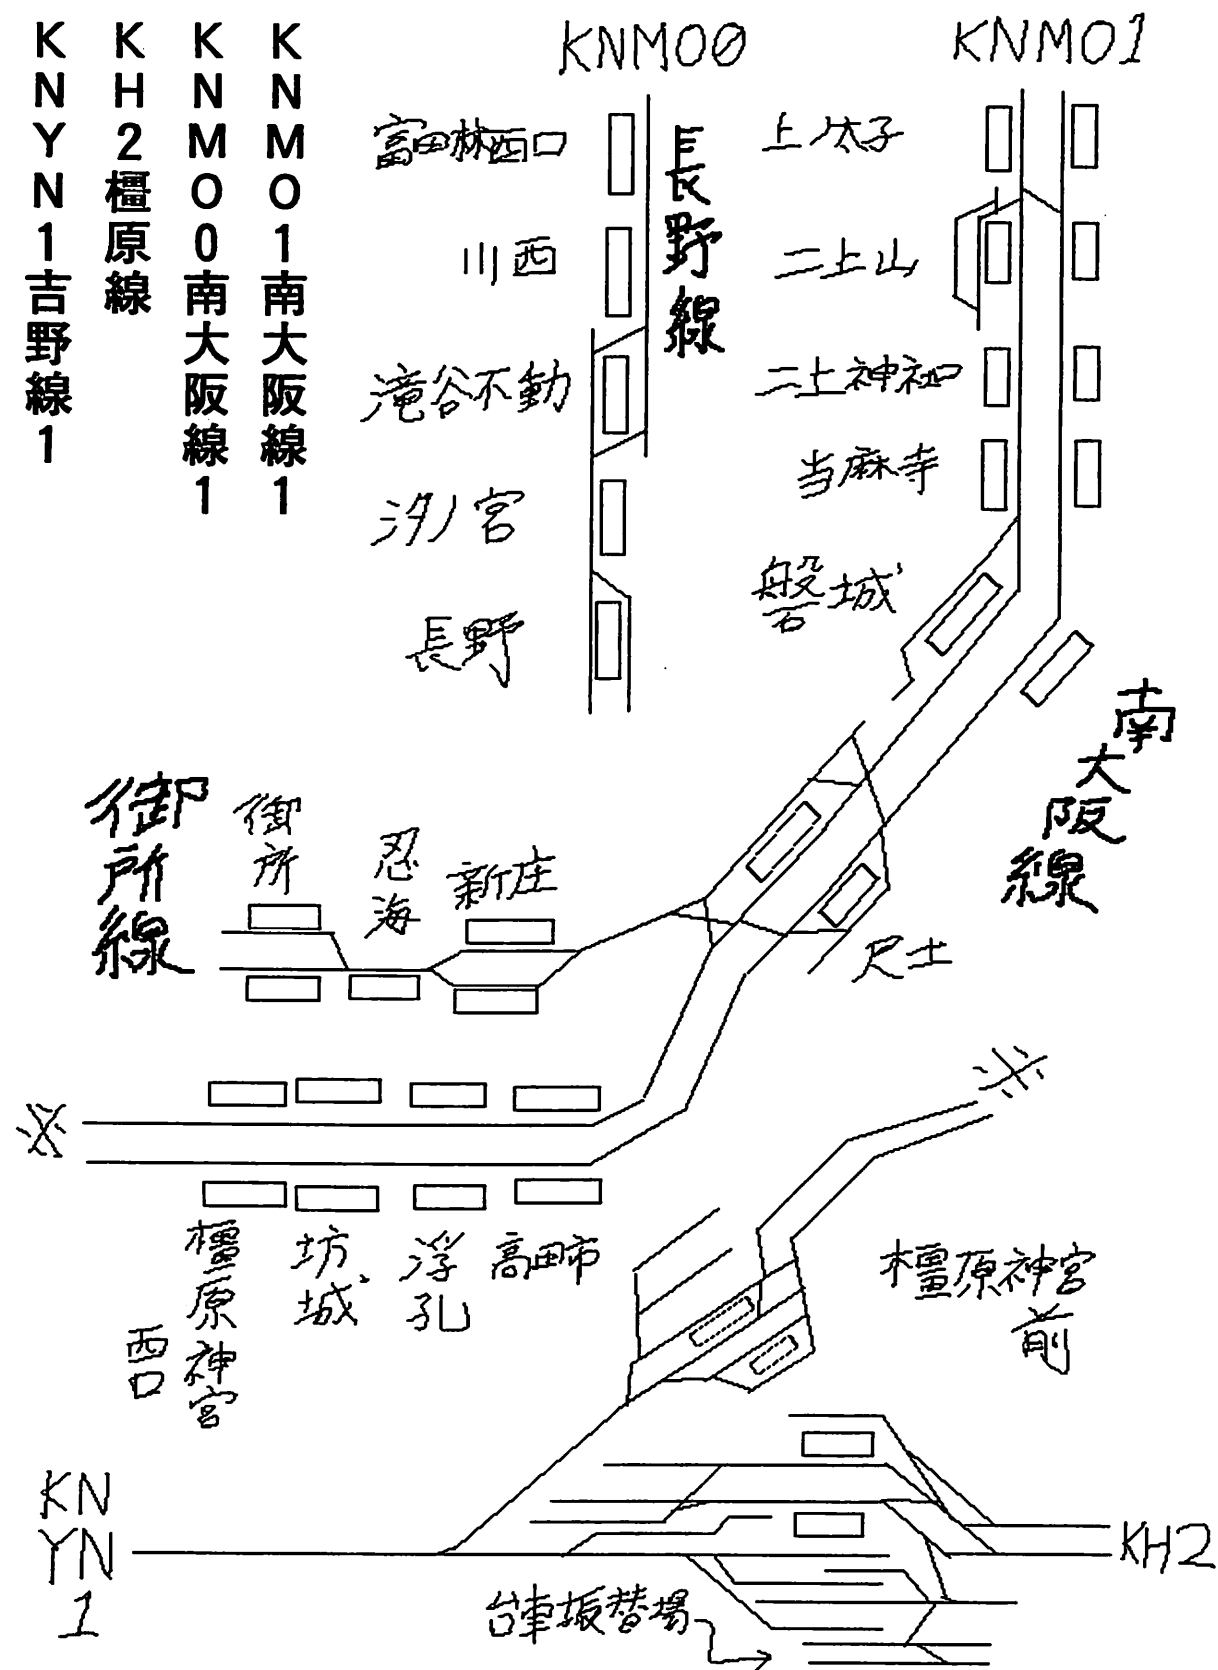 KNMO1南大阪線1
KNMO0南大阪線1
KH2橿原線
KNYN1吉野線1
KNMO0
KNMO1
長野線
富田林西口
川西
滝谷不動
汐ノ宮
長野
上ノ太子
二上山
二上神社口
当麻寺
磐城
南大阪線
尺土
御所線
御所
忍海
新庄
※
※
高田市
浮孔
坊城
橿原神宮
西口
橿原神宮
前
KN
YN
1
KH2
台車振替場